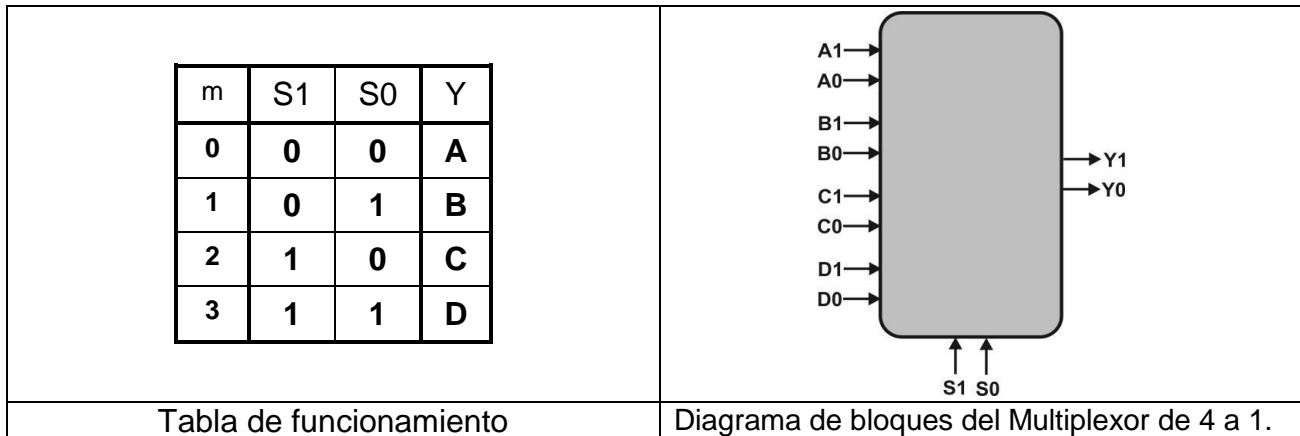 m S1 S0 Y
0 0 0 A
1 0 1 B
2 1 0 C
3 1 1 D
Tabla de funcionamiento
A1
A0
B1
B0
C1
C0
D1
D0
Y1
Y0
S1 S0
Diagrama de bloques del Multiplexor de 4 a 1.